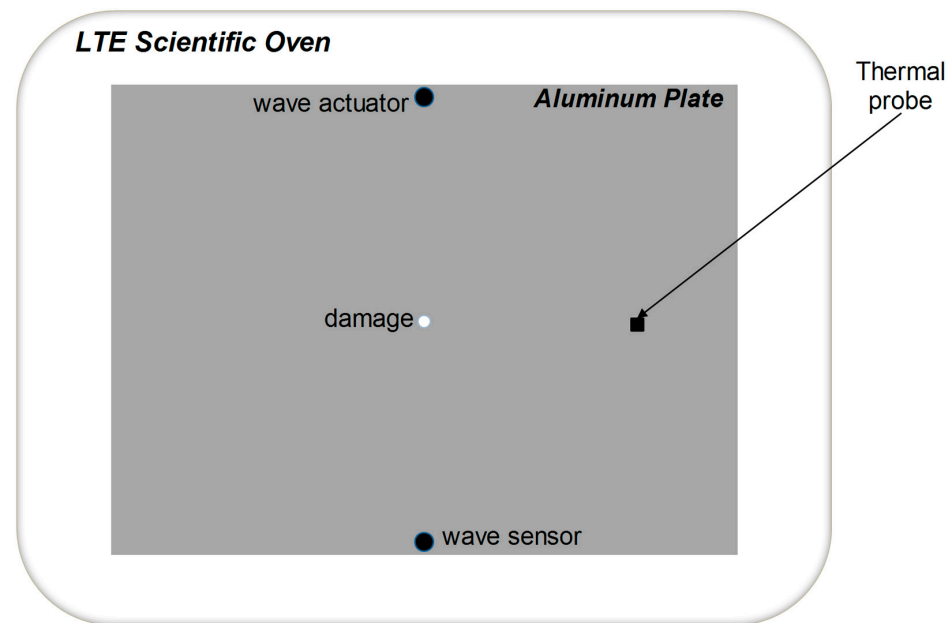 LTE Scientific Oven
Thermal
probe
wave actuator
Aluminum Plate
damage
wave sensor